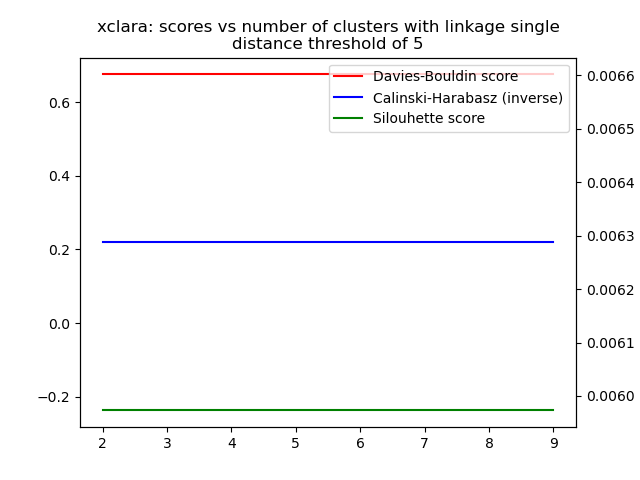 xclara: scores vs number of clusters with linkage single
distance threshold of 5
Davies-Bouldin score
Calinski-Harabasz (inverse)
Silouhette score
0.6
0.4
0.2
0.0
−0.2
0.0066
0.0065
0.0064
0.0063
0.0062
0.0061
0.0060
2 3 4 5 6 7 8 9